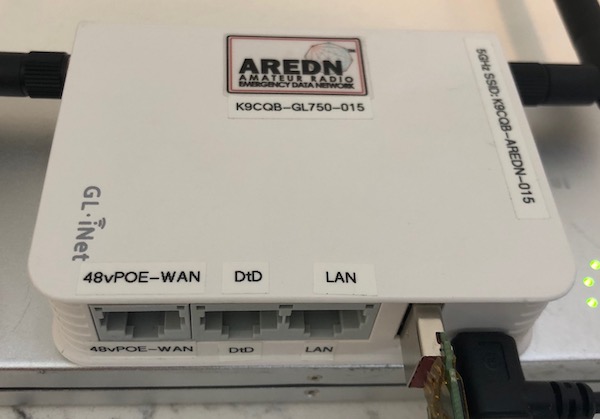 AREDN
AMATEUR RADIO
EMERGENCY DATA NETWORK
K9CQB-GL750-015
5GHz SSID: K9CQB-AREDN-015
GL·iNet
48vPOE-WAN DtD LAN
48vPOE-WAN DtD LAN